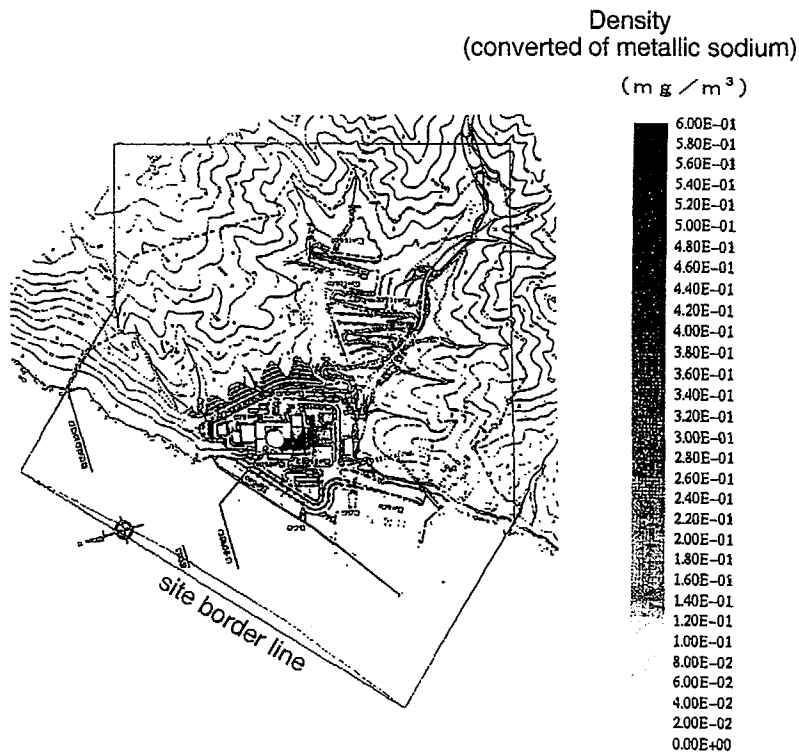 Density
(converted of metallic sodium)
(mg/m³)
6.00E-01
5.80E-01
5.60E-01
5.40E-01
5.20E-01
5.00E-01
4.80E-01
4.60E-01
4.40E-01
4.20E-01
4.00E-01
3.80E-01
3.60E-01
3.40E-01
3.20E-01
3.00E-01
2.80E-01
2.60E-01
2.40E-01
2.20E-01
2.00E-01
1.80E-01
1.60E-01
1.40E-01
1.20E-01
1.00E-01
8.00E-02
6.00E-02
4.00E-02
2.00E-02
0.00E+00
site border line